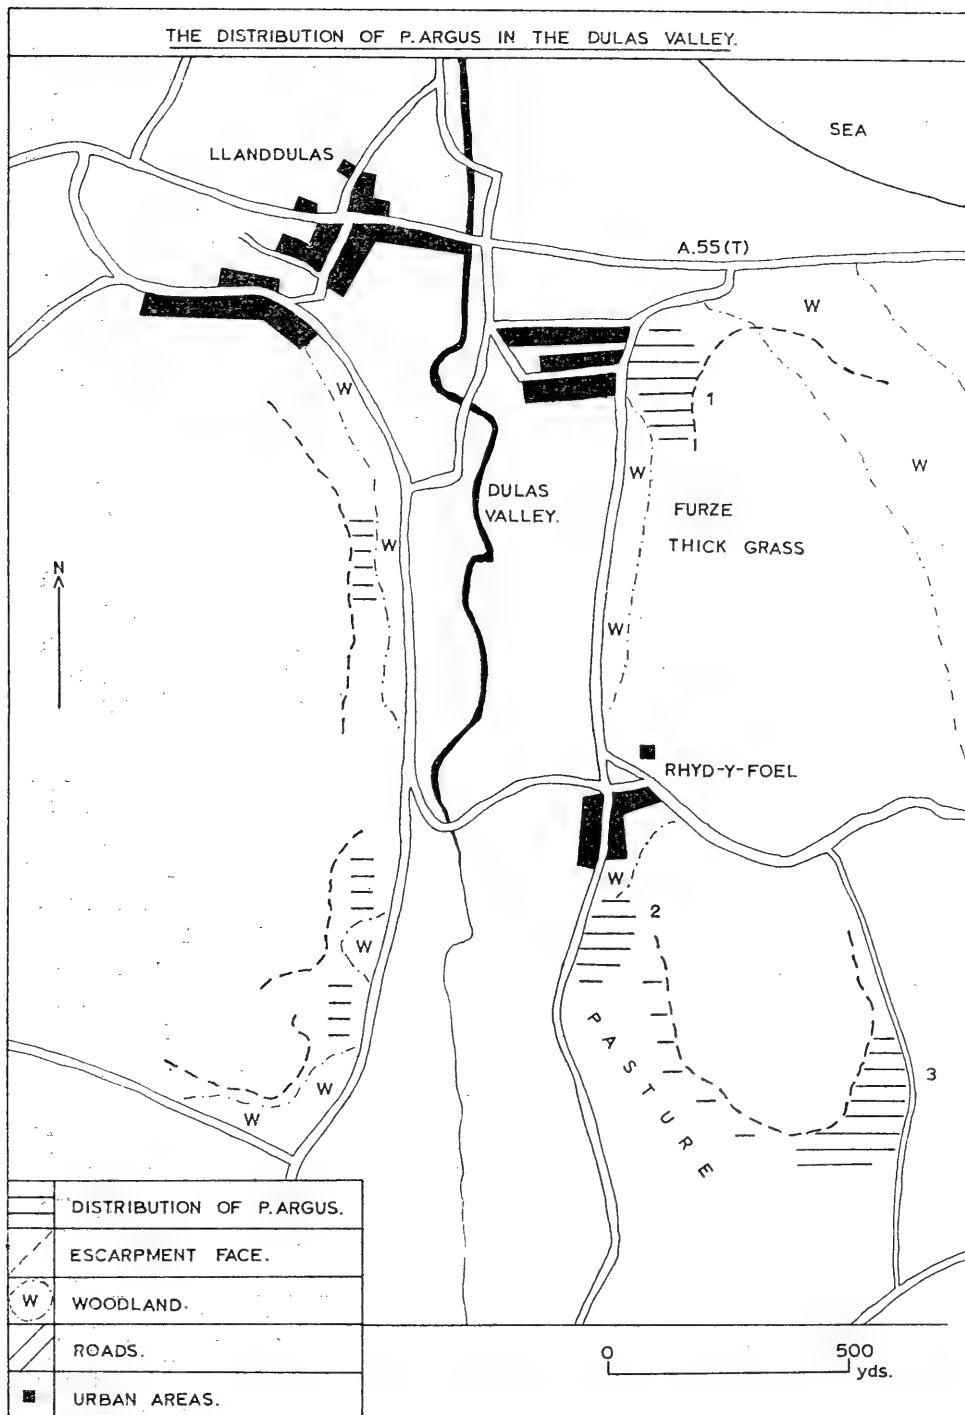 THE DISTRIBUTION OF P.ARGUS IN THE DULAS VALLEY.
SEA
LLANDDULAS
A.55(T)
W
W
1
W
W
DULAS
VALLEY.
W
FURZE
THICK GRASS
N
W
RHYD-Y-FOEL
W
2
W
PASTURE
3
W
W
DISTRIBUTION OF P.ARGUS.
ESCARPMENT FACE.
W WOODLAND.
ROADS.
URBAN AREAS.
0 500
yds.